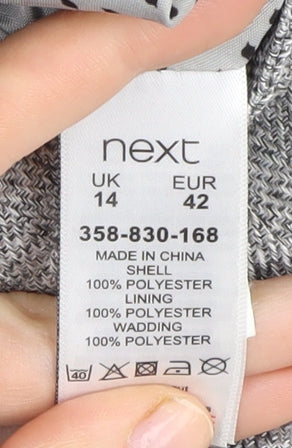 next
UK EUR
14 42
358-830-168
MADE IN CHINA
SHELL
100% POLYESTER
LINING
100% POLYESTER
WADDING
100% POLYESTER
40